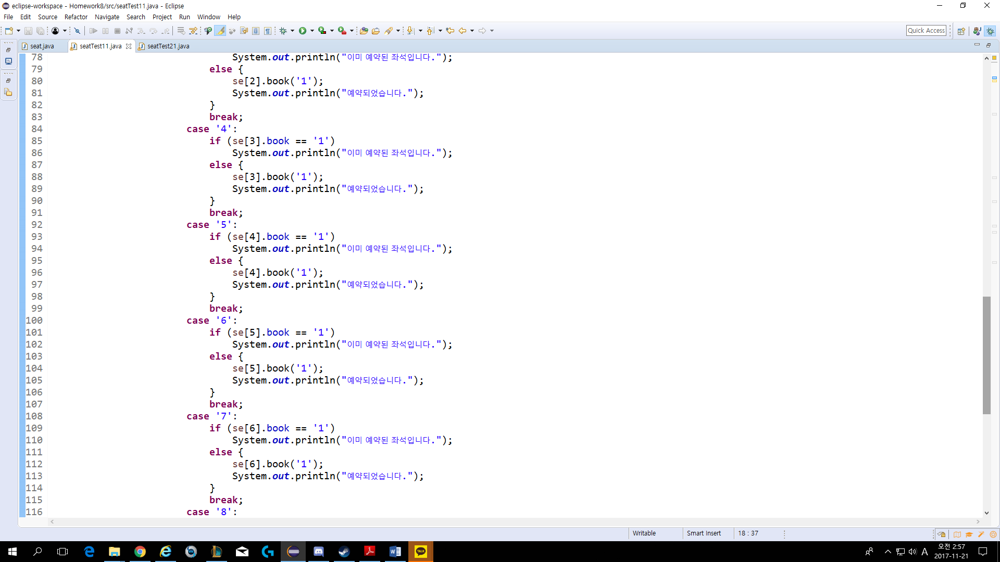 eclipse-workspace - Homework8/src/seatTest11.java - Eclipse
File Edit Source Refactor Navigate Search Project Run Window Help
Quick Access
seat.java seatTest11.java seatTest21.java
78 System.out.println("이미 예약된 좌석입니다.");
79 else {
80 se[2].book('1');
81 System.out.println("예약되었습니다.");
82 }
83 break;
84 case '4':
85 if (se[3].book == '1')
86 System.out.println("이미 예약된 좌석입니다.");
87 else {
88 se[3].book('1');
89 System.out.println("예약되었습니다.");
90 }
91 break;
92 case '5':
93 if (se[4].book == '1')
94 System.out.println("이미 예약된 좌석입니다.");
95 else {
96 se[4].book('1');
97 System.out.println("예약되었습니다.");
98 }
99 break;
100 case '6':
101 if (se[5].book == '1')
102 System.out.println("이미 예약된 좌석입니다.");
103 else {
104 se[5].book('1');
105 System.out.println("예약되었습니다.");
106 }
107 break;
108 case '7':
109 if (se[6].book == '1')
110 System.out.println("이미 예약된 좌석입니다.");
111 else {
112 se[6].book('1');
113 System.out.println("예약되었습니다.");
114 }
115 break;
116 case '8':
Writable Smart Insert 18 : 37
TALK
A
오전 2:57
2017-11-21